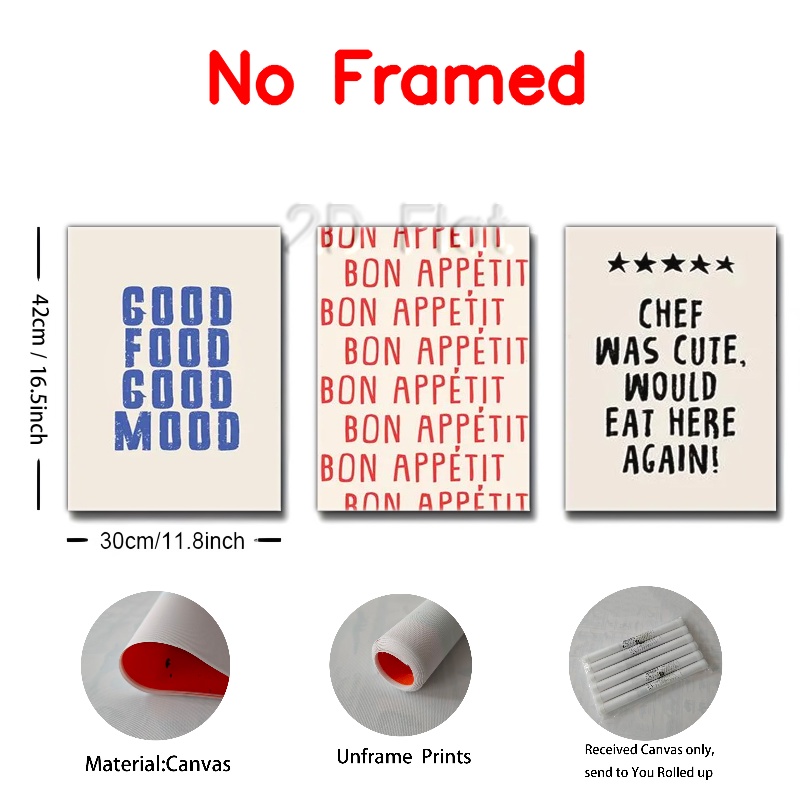 No Framed
2D Flat
GOOD
FOOD
GOOD
MOOD
BON APPÉTIT
BON APPÉTIT
BON APPÉTIT
BON APPÉTIT
BON APPÉTIT
BON APPÉTIT
BON APPÉTIT
BON APPÉTIT
★★★★★
CHEF
WAS CUTE,
WOULD
EAT HERE
AGAIN!
42cm / 16.5inch
30cm/11.8inch
Material:Canvas
Unframe Prints
Received Canvas only,
send to You Rolled up